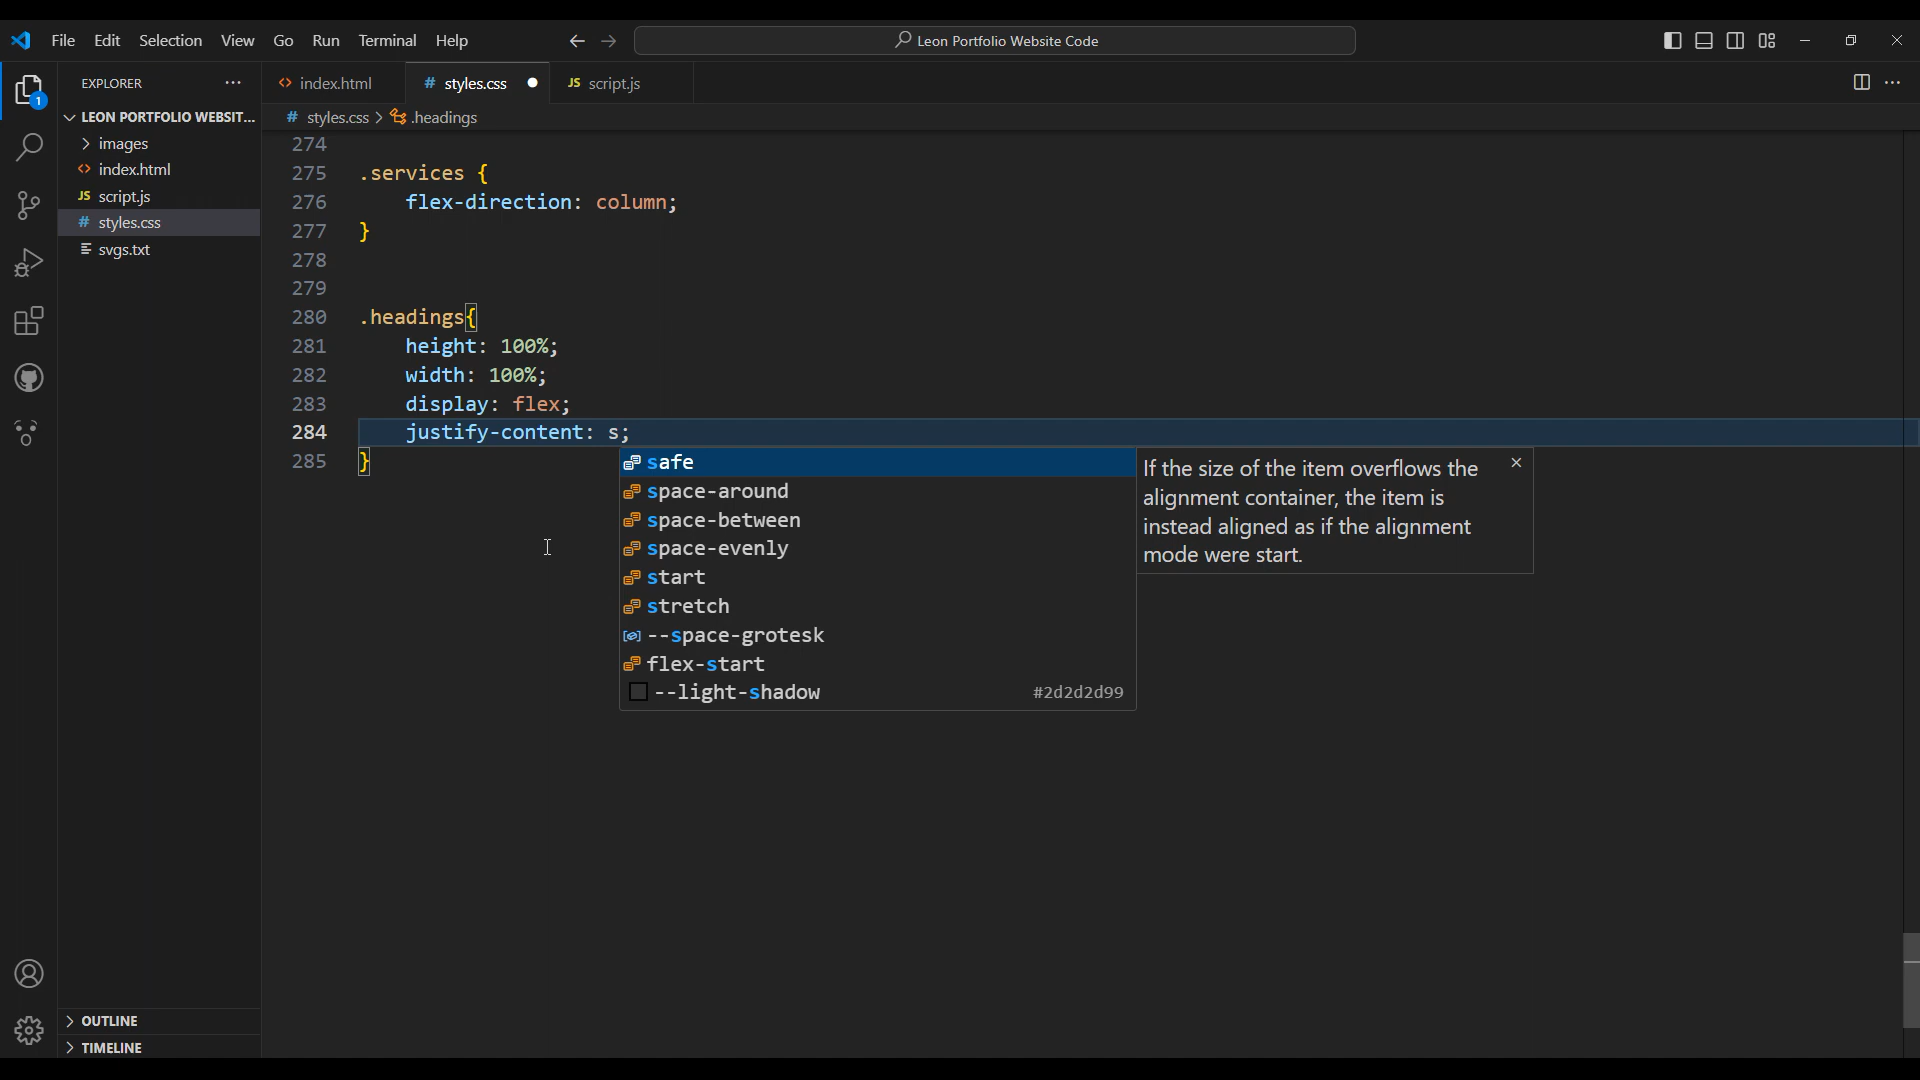 File Edit Selection View Go Run Terminal Help
Leon Portfolio Website Code
EXPLORER
index.html
styles.css
script.js
LEON PORTFOLIO WEBSIT...
styles.css > .headings
images
index.html
script.js
styles.css
svgs.txt
1
274
275 .services {
276 flex-direction: column;
277 }
278
279
280 .headings{
281 height: 100%;
282 width: 100%;
283 display: flex;
284 justify-content: s;
285 }
safe
space-around
space-between
space-evenly
start
stretch
--space-grotesk
flex-start
--light-shadow #2d2d2d99
If the size of the item overflows the
alignment container, the item is
instead aligned as if the alignment
mode were start.
OUTLINE
TIMELINE